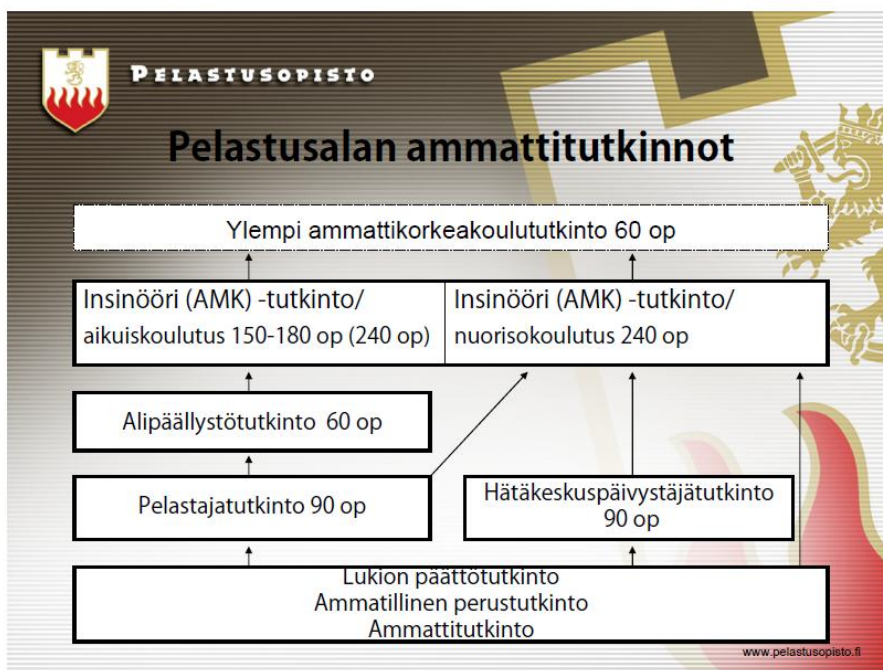 PELASTUSOPISTO
Pelastusalan ammattitutkinnot
Ylempi ammattikorkeakoulututkinto 60 op
Insinööri (AMK) -tutkinto/
aikuiskoulutus 150-180 op (240 op)
Insinööri (AMK) -tutkinto/
nuorisokoulutus 240 op
Alipäällystötutkinto 60 op
Pelastajatutkinto 90 op
Hätäkeskuspäivystäjätutkinto
90 op
Lukion päättötutkinto
Ammatillinen perustutkinto
Ammattitutkinto
www.pelastusopisto.fi